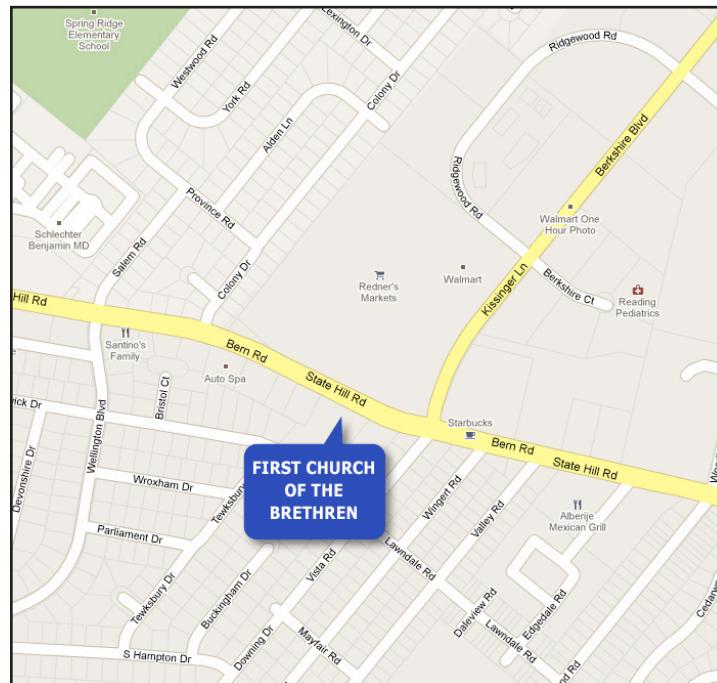 Spring Ridge
Elementary
School
Lexington Dr
Westwood Rd
York Rd
Colony Dr
Alden Ln
Ridgewood Rd
Berkshire Blvd
Ridgewood Rd
Province Rd
Schlechter
Benjamin MD
Salem Rd
Colony Dr
Walmart One
Hour Photo
Redner's
Markets
Walmart
Kissinger Ln
Berkshire Ct
Reading
Pediatrics
Hill Rd
Santino's
Family
Bern Rd
Auto Spa
State Hill Rd
Bristol Ct
Wellington Blvd
Devonshire Dr
Starbucks
Bern Rd
State Hill Rd
FIRST CHURCH
OF THE
BRETHREN
Wroxham Dr
Tewksbury
Wingert Rd
Valley Rd
Alberije
Mexican Grill
Parliament Dr
Vista Rd
Lawndale Rd
Tewksbury Dr
Buckingham Dr
Daleview Rd
Edgedale Rd
Lawndale Rd
S Hampton Dr
Downing Dr
Mayfair Rd